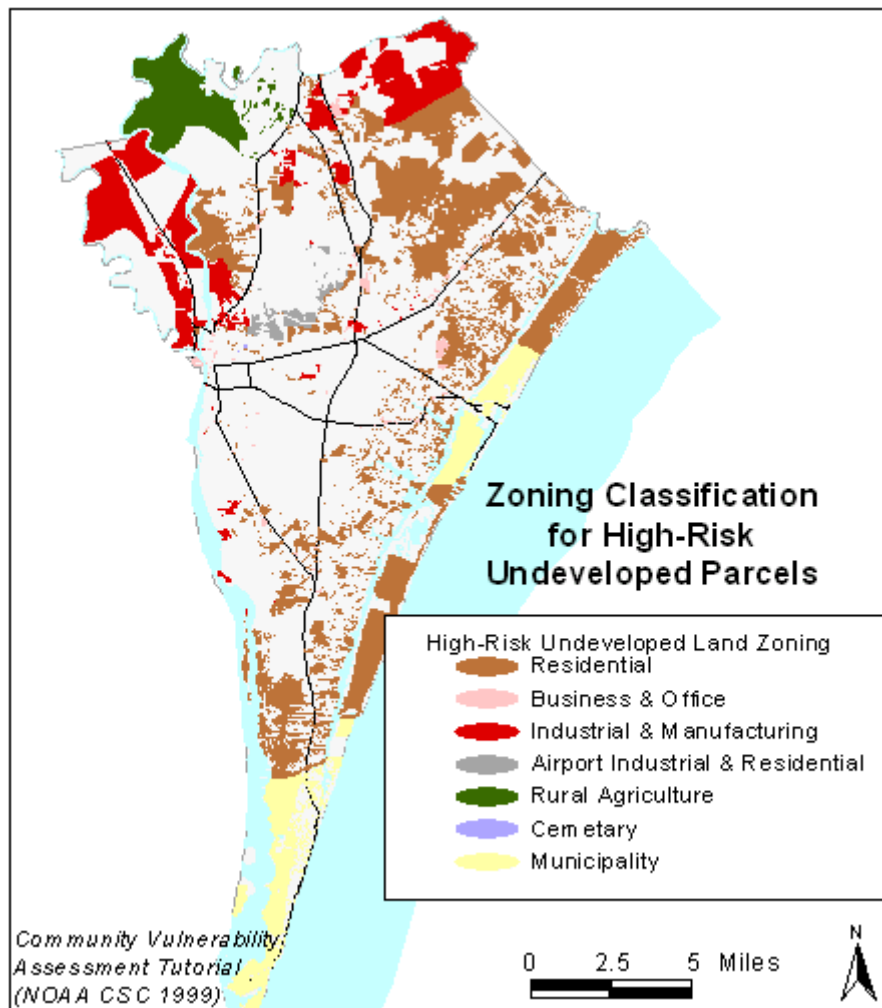 Zoning Classification
for High-Risk
Undeveloped Parcels
High-Risk Undeveloped Land Zoning
Residential
Business & Office
Industrial & Manufacturing
Airport Industrial & Residential
Rural Agriculture
Cemetary
Municipality
Community Vulnerability
Assessment Tutorial
(NOAA CSC 1999)
0 2.5 5 Miles
N